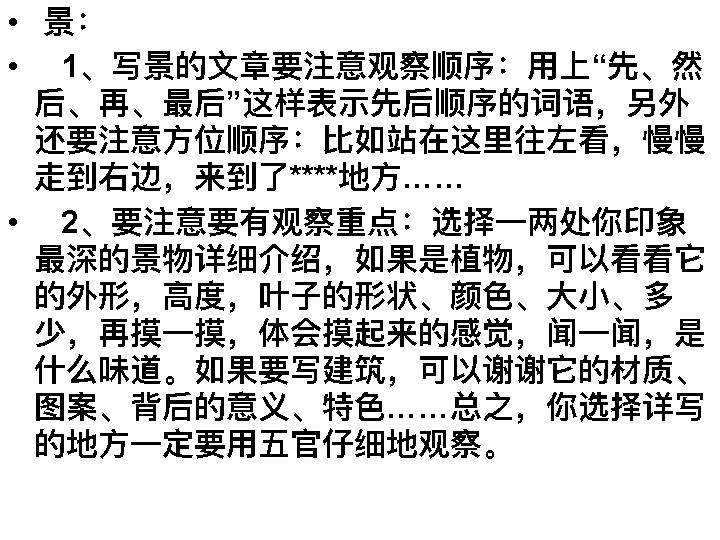 • 景：
• 1、写景的文章要注意观察顺序：用上“先、然
后、再、最后”这样表示先后顺序的词语，另外
还要注意方位顺序：比如站在这里往左看，慢慢
走到右边，来到了****地方……
• 2、要注意要有观察重点：选择一两处你印象
最深的景物详细介绍，如果是植物，可以看看它
的外形，高度，叶子的形状、颜色、大小、多
少，再摸一摸，体会摸起来的感觉，闻一闻，是
什么味道。如果要写建筑，可以谢谢它的材质、
图案、背后的意义、特色……总之，你选择详写
的地方一定要用五官仔细地观察。